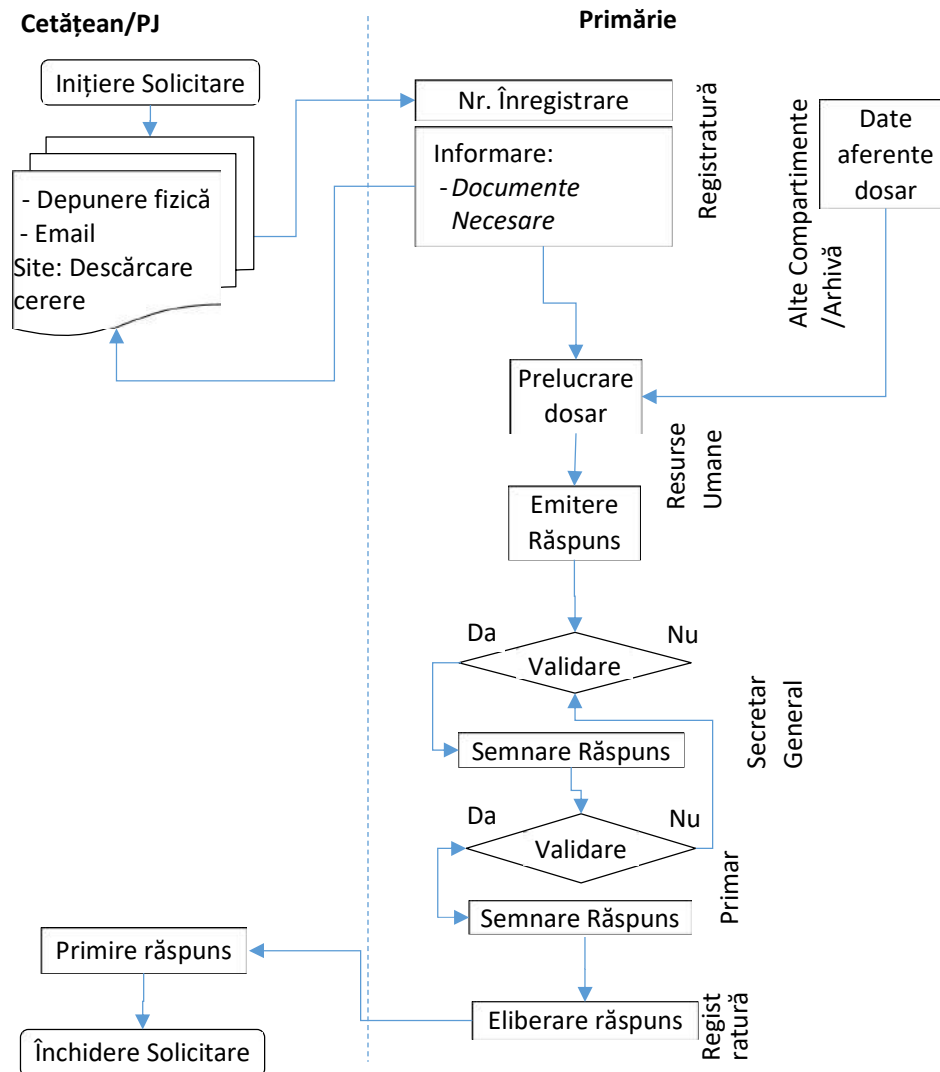 Cetățean/PJ
Primărie
Inițiere Solicitare
Nr. Înregistrare
Registratură
Date
aferente
dosar
Alte Compartimente
/Arhivă
- Depunere fizică
- Email
Site: Descărcare
cerere
Informare:
- Documente
Necesare
Prelucrare
dosar
Resurse
Umane
Emitere
Răspuns
Da
Nu
Validare
Secretar
General
Semnare Răspuns
Da
Nu
Validare
Primar
Semnare Răspuns
Primire răspuns
Eliberare răspuns
Regist
ratură
Închidere Solicitare